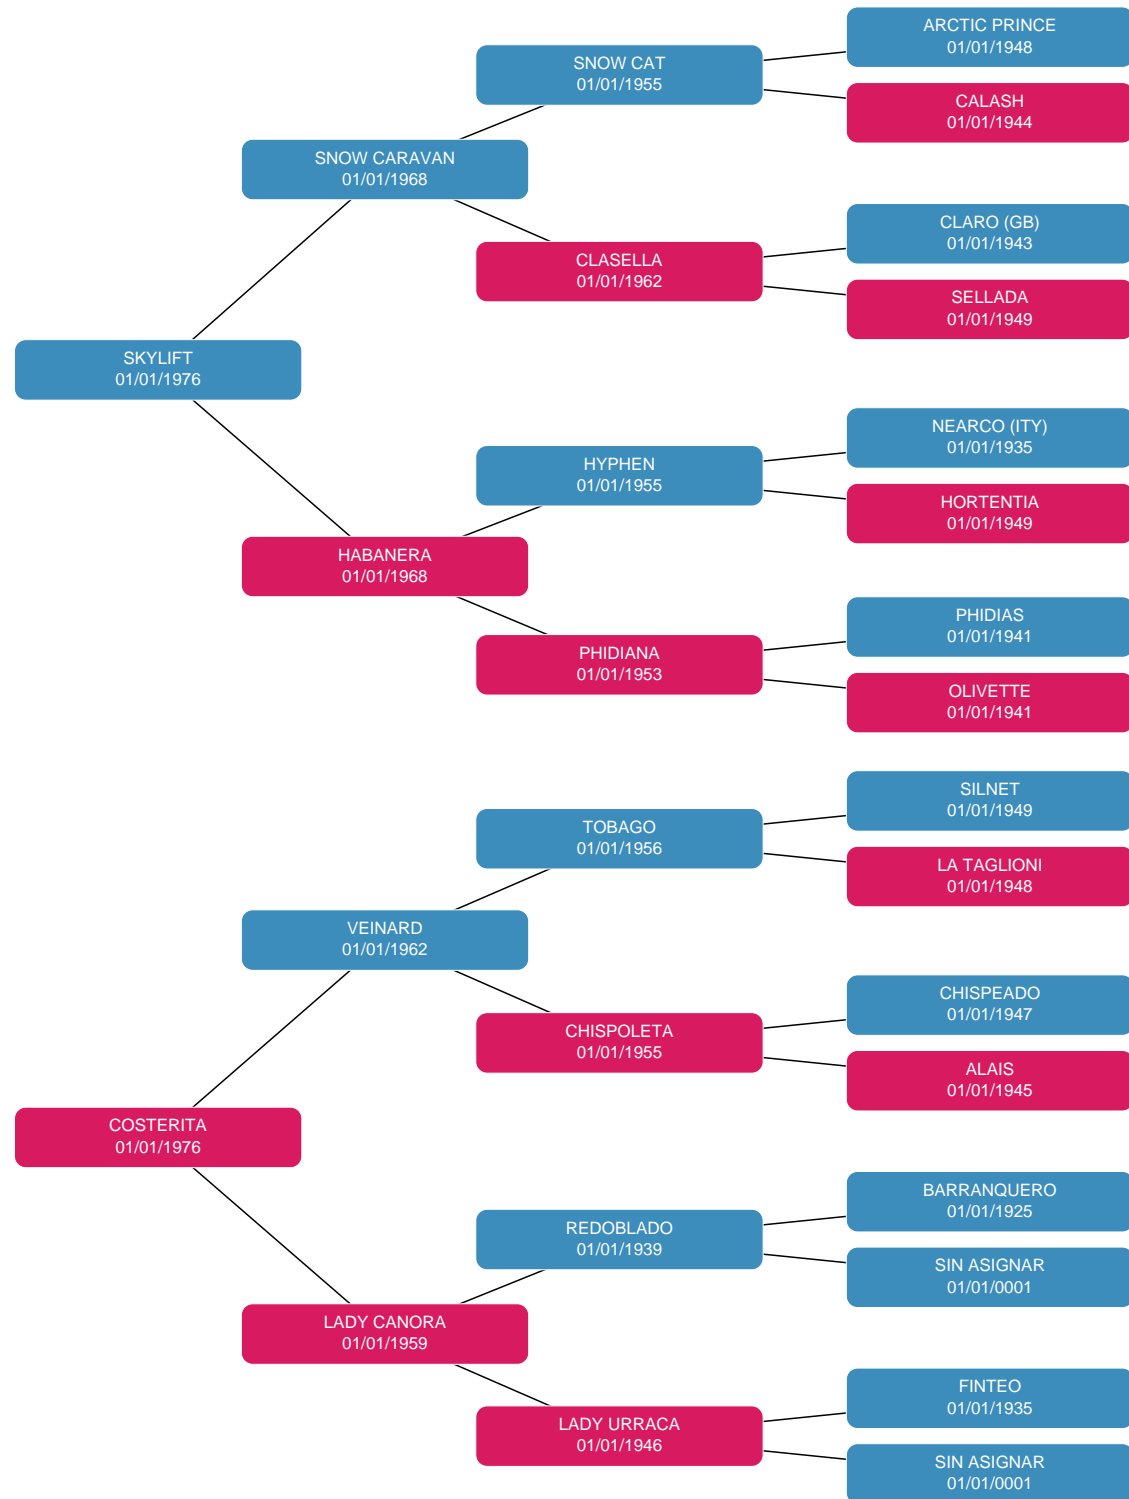 ARCTIC PRINCE
01/01/1948
SNOW CAT
01/01/1955
CALASH
01/01/1944
SNOW CARAVAN
01/01/1968
CLARO (GB)
01/01/1943
CLASELLA
01/01/1962
SELLADA
01/01/1949
SKYLIFT
01/01/1976
NEARCO (ITY)
01/01/1935
HYPHEN
01/01/1955
HORTENTIA
01/01/1949
HABANERA
01/01/1968
PHIDIAS
01/01/1941
PHIDIANA
01/01/1953
OLIVETTE
01/01/1941
SILNET
01/01/1949
TOBAGO
01/01/1956
LA TAGLIONI
01/01/1948
VEINARD
01/01/1962
CHISPEADO
01/01/1947
CHISPOLETA
01/01/1955
ALAIS
01/01/1945
COSTERITA
01/01/1976
BARRANQUERO
01/01/1925
REDOBLADO
01/01/1939
SIN ASIGNAR
01/01/0001
LADY CANORA
01/01/1959
FINTEO
01/01/1935
LADY URRACA
01/01/1946
SIN ASIGNAR
01/01/0001